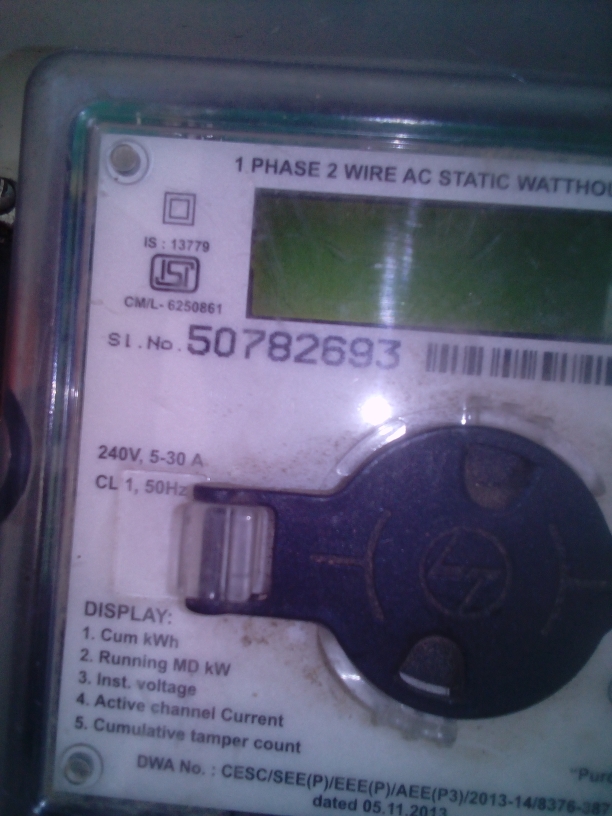 1 PHASE 2 WIRE AC STATIC WATTHO
IS : 13779
ISI
CM/L- 6250861
Sl.No. 50782693
240V, 5-30 A
CL 1, 50Hz
DISPLAY:
1. Cum kWh
2. Running MD kW
3. Inst. voltage
4. Active channel Current
5. Cumulative tamper count
"Purc
DWA No. : CESC/SEE(P)/EEE(P)/AEE(P3)/2013-14/8376-387
dated 05.11.2013